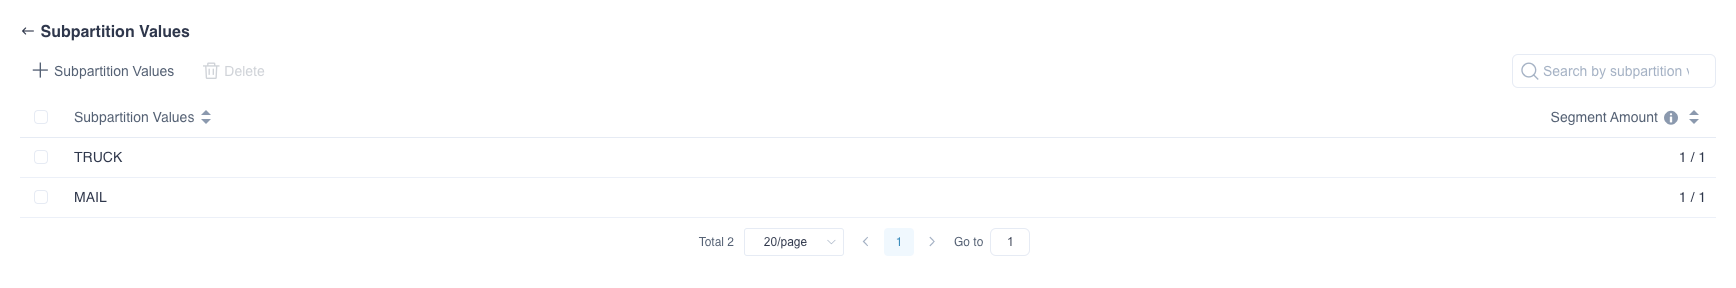 Subpartition Values
Subpartition Values Delete Search by subpartition
Subpartition Values Segment Amount
TRUCK 1 / 1
MAIL 1 / 1
Total 2 20/page 1 Go to 1